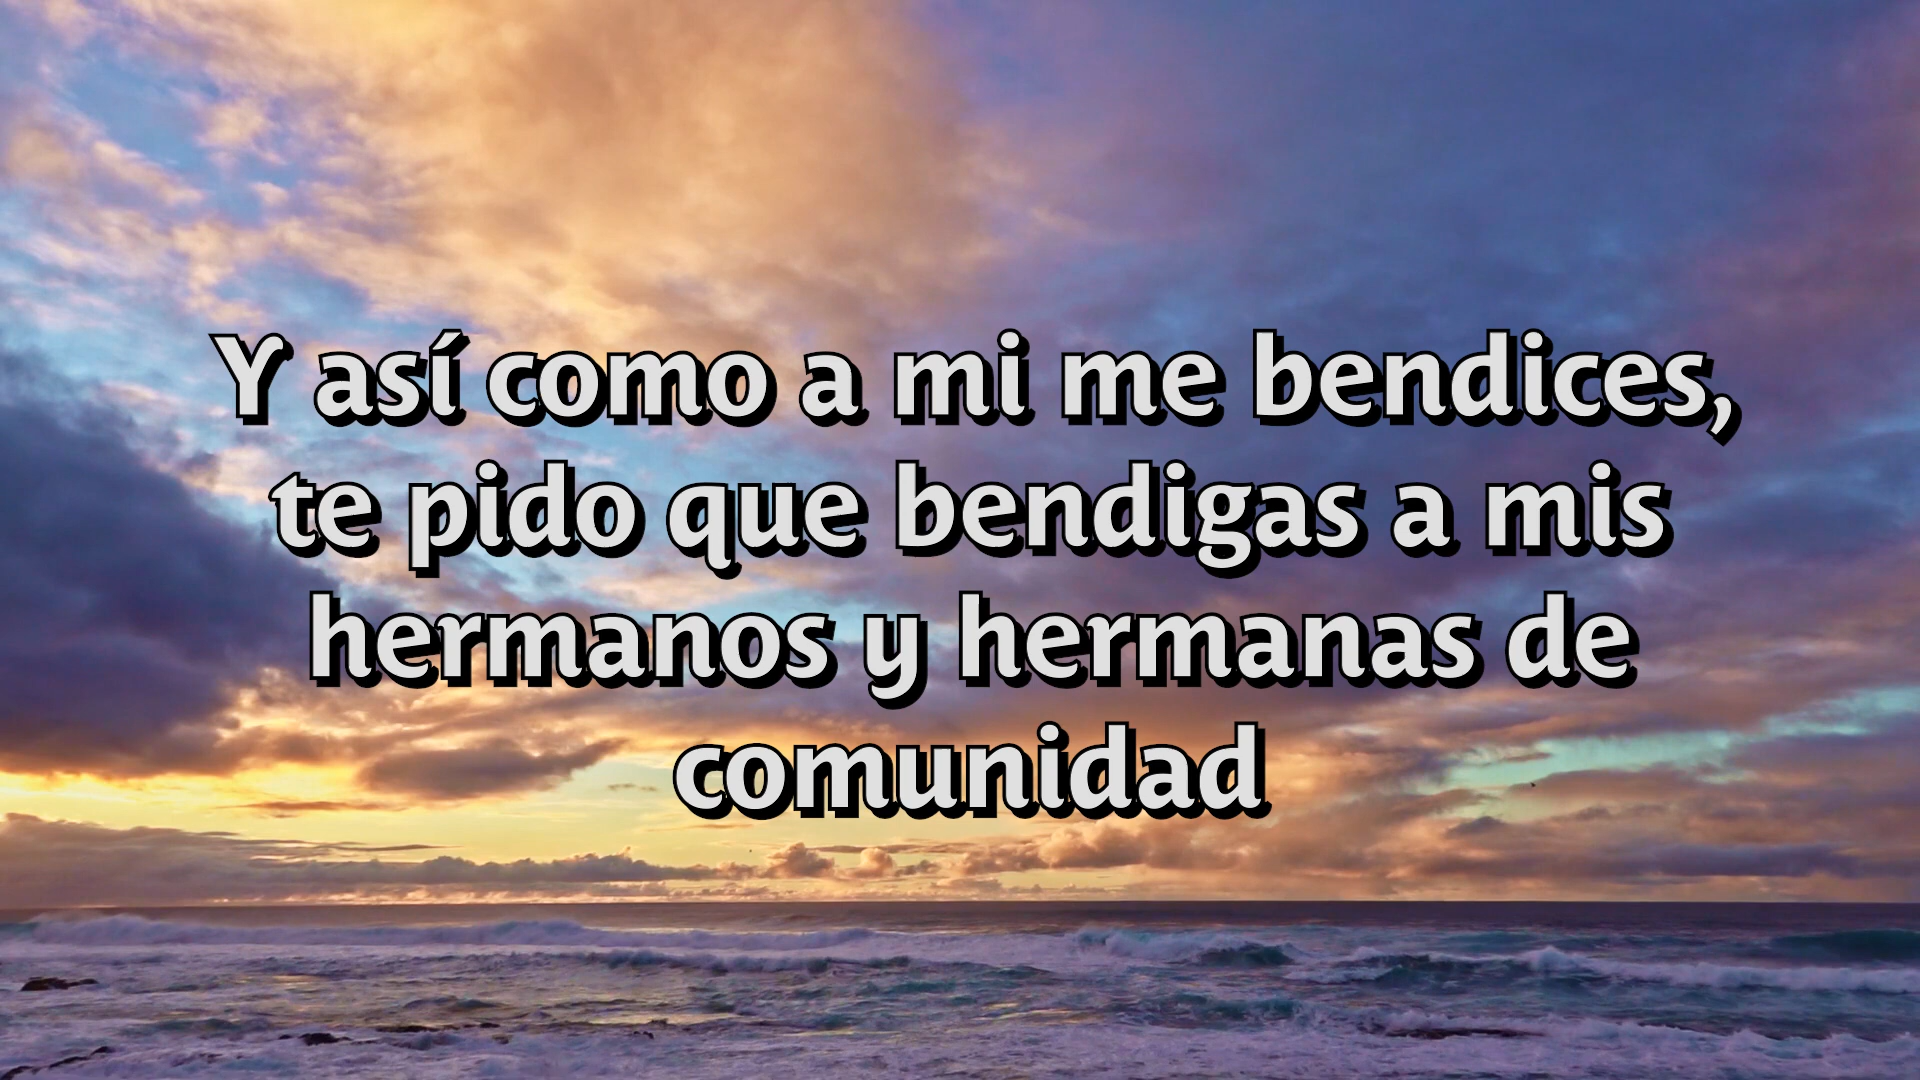 Y así como a mi me bendices,
te pido que bendigas a mis
hermanos y hermanas de
comunidad